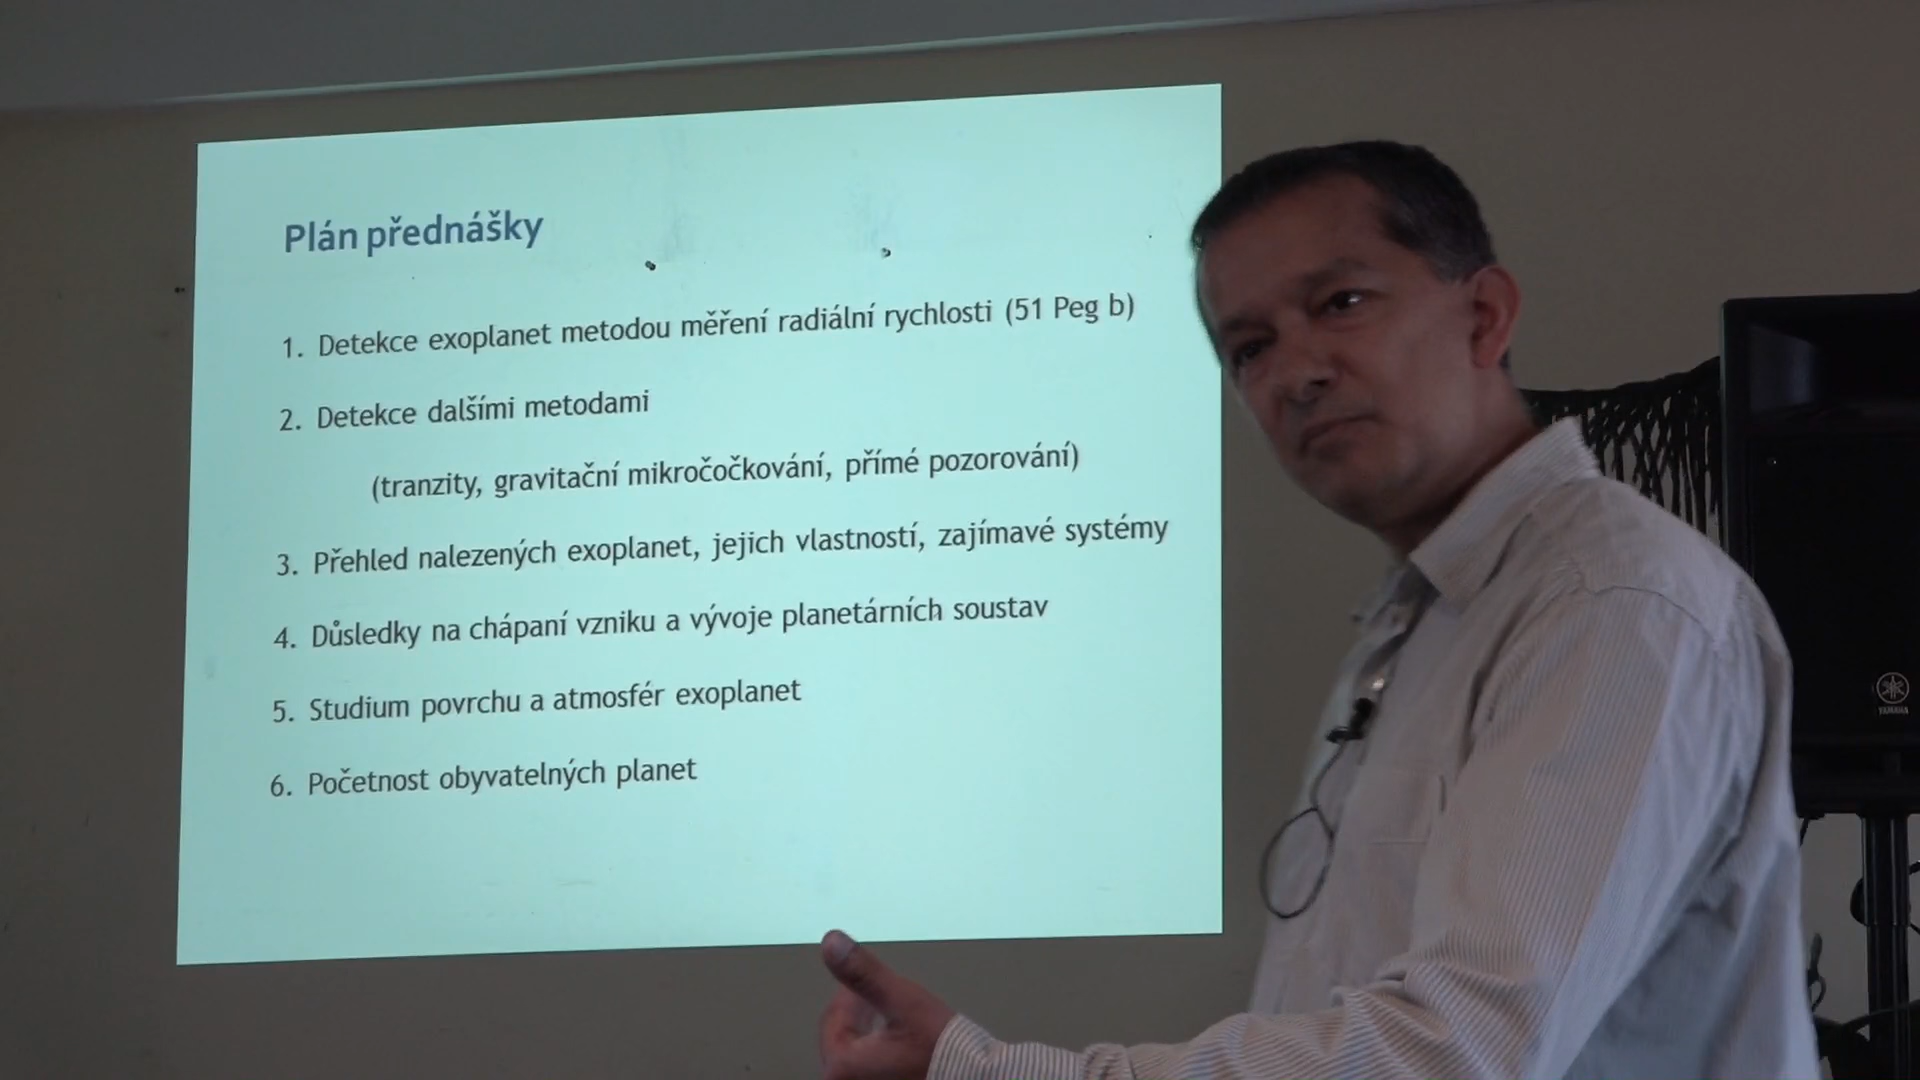 Plán přednášky
1. Detekce exoplanet metodou měření radiální rychlosti (51 Peg b)
2. Detekce dalšími metodami
(tranzity, gravitační mikročočkování, přímé pozorování)
3. Přehled nalezených exoplanet, jejich vlastností, zajímavé systémy
4. Důsledky na chápaní vzniku a vývoje planetárních soustav
5. Studium povrchu a atmosfér exoplanet
6. Početnost obyvatelných planet
YAMAHA